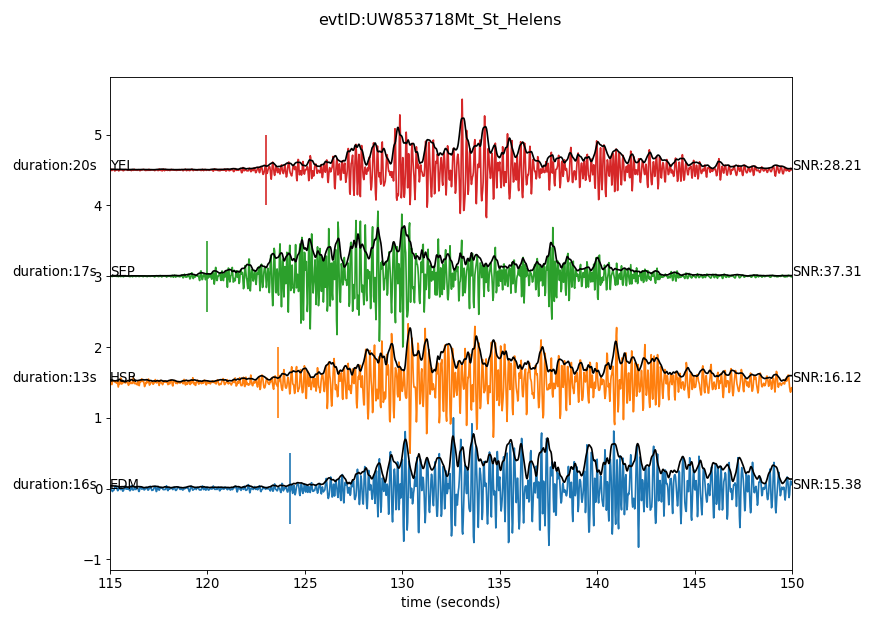 evtID:UW853718Mt_St_Helens
5
duration:20s YEL SNR:28.21
4
duration:17s SEP SNR:37.31
3
2
duration:13s HSR SNR:16.12
1
duration:16s EDM SNR:15.38
0
−1
115 120 125 130 135 140 145 150
time (seconds)